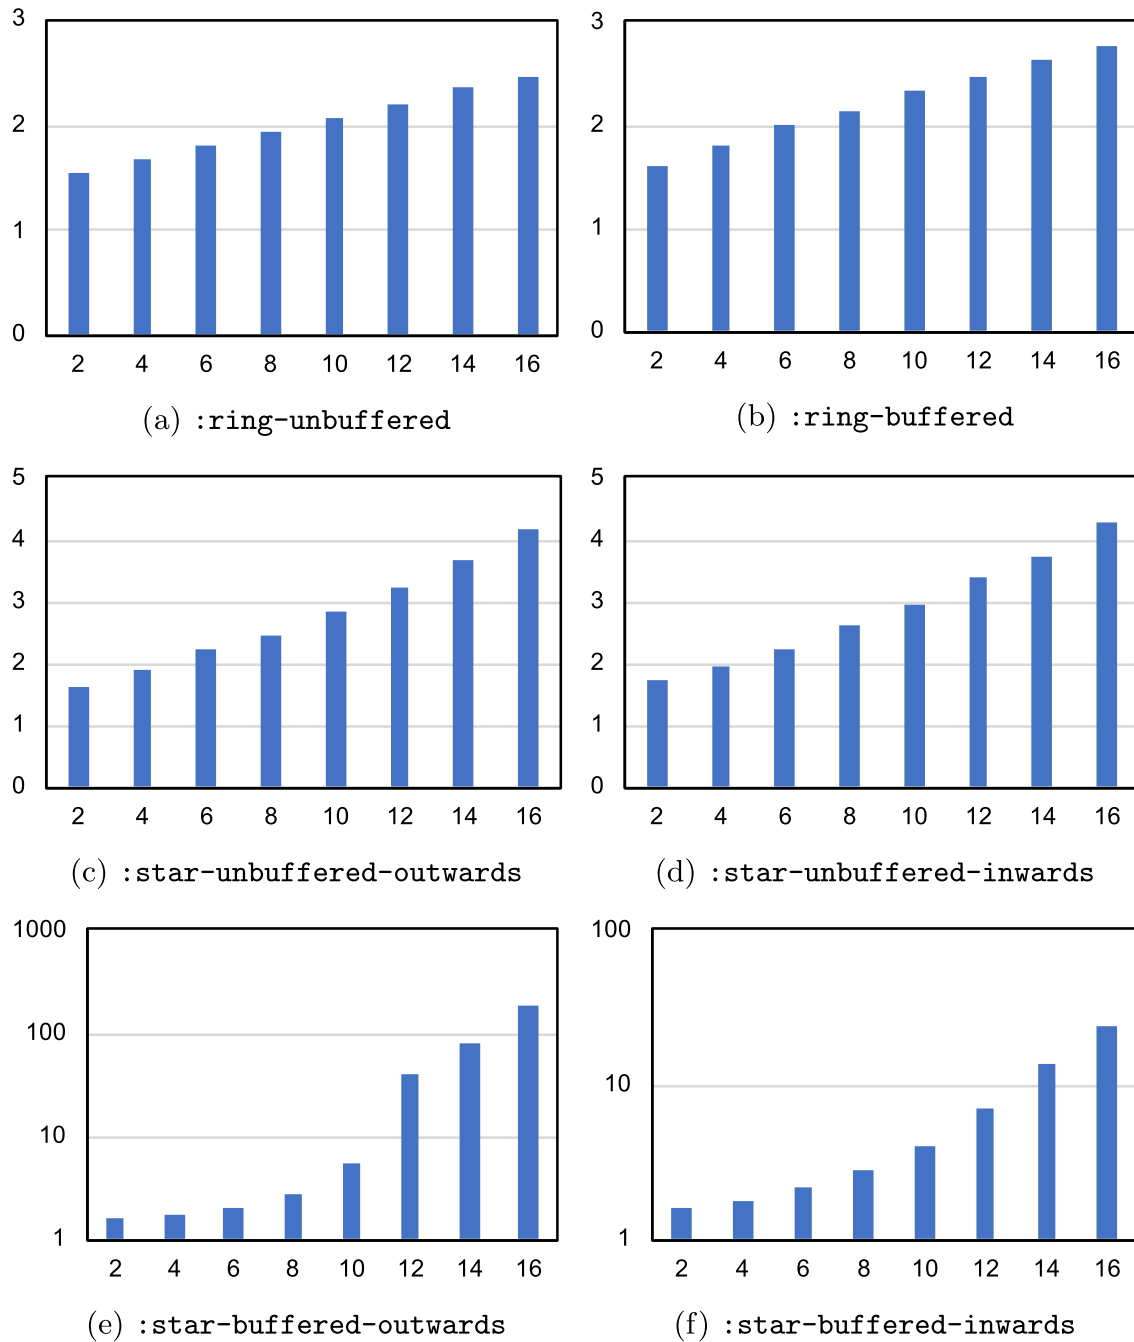 3
2
1
0
2 4 6 8 10 12 14 16
(a) :ring-unbuffered
3
2
1
0
2 4 6 8 10 12 14 16
(b) :ring-buffered
5
4
3
2
1
0
2 4 6 8 10 12 14 16
(c) :star-unbuffered-outwards
5
4
3
2
1
0
2 4 6 8 10 12 14 16
(d) :star-unbuffered-inwards
1000
100
10
1
2 4 6 8 10 12 14 16
(e) :star-buffered-outwards
100
10
1
2 4 6 8 10 12 14 16
(f) :star-buffered-inwards